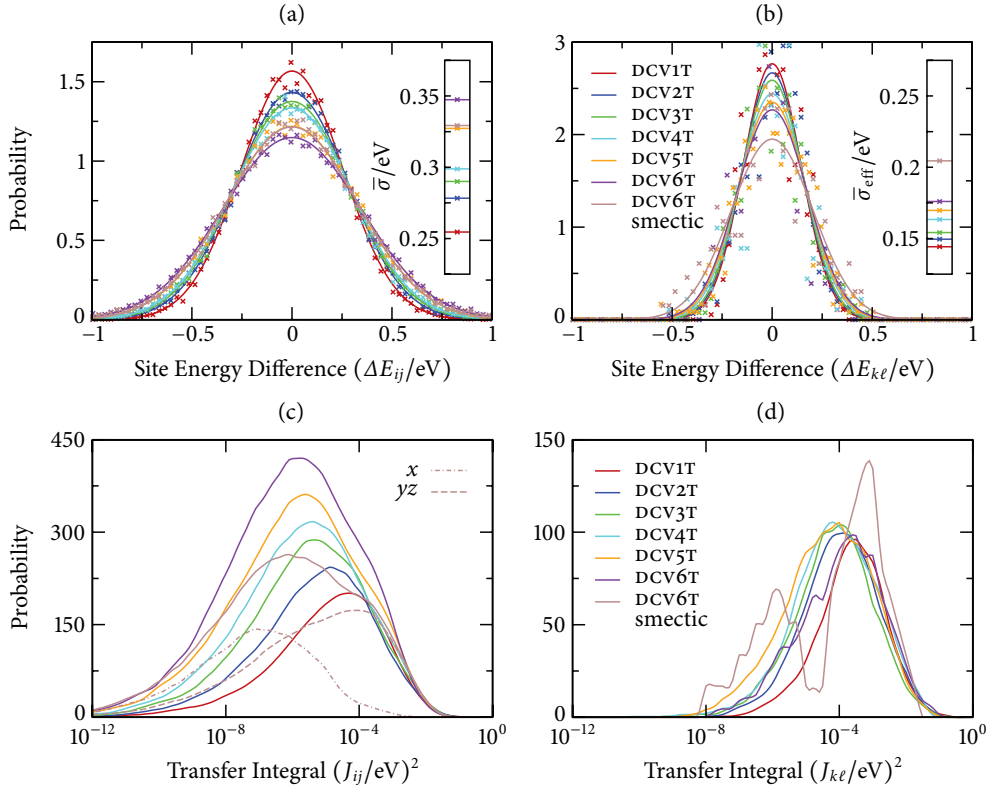 (a)
Probability
1.5
1
0.5
0
−1
−0.5
0
0.5
1
Site Energy Difference (ΔE_ij/eV)
σ̅/eV
0.35
0.3
0.25
(b)
3
2
1
0
−1
−0.5
0
0.5
1
Site Energy Difference (ΔE_kℓ/eV)
DCV1T
DCV2T
DCV3T
DCV4T
DCV5T
DCV6T
DCV6T
smectic
σ̅_eff/eV
0.25
0.2
0.15
(c)
Probability
450
300
150
0
10^−12
10^−8
10^−4
10^0
Transfer Integral (J_ij/eV)^2
x
yz
(d)
150
100
75
50
25
0
10^−12
10^−8
10^−4
10^0
Transfer Integral (J_kℓ/eV)^2
DCV1T
DCV2T
DCV3T
DCV4T
DCV5T
DCV6T
DCV6T
smectic